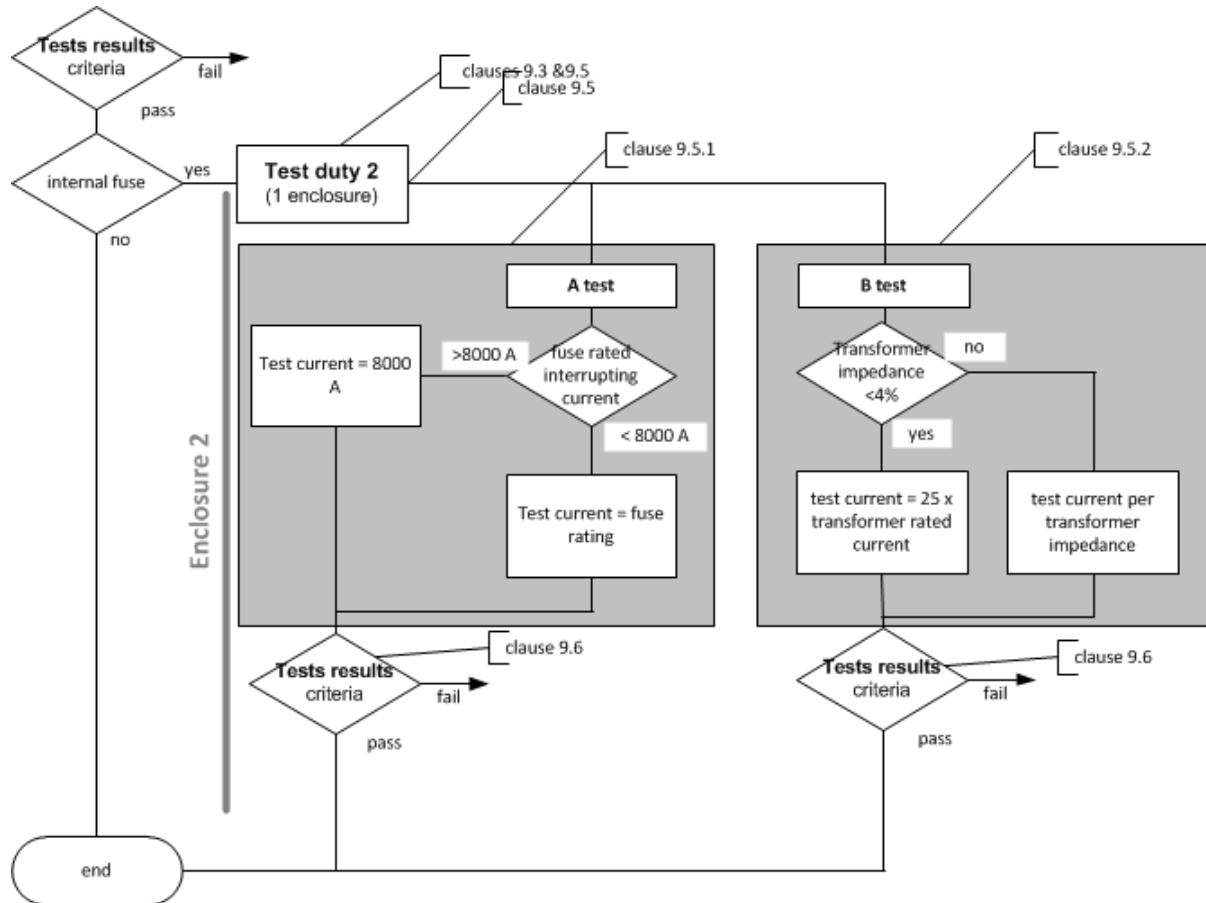 Tests results
criteria
fail
pass
clauses 9.3 &9.5
clause 9.5
clause 9.5.1
clause 9.5.2
internal fuse
yes
no
Test duty 2
(1 enclosure)
Enclosure 2
A test
fuse rated
interrupting
current
>8000 A
Test current = 8000
A
< 8000 A
Test current = fuse
rating
B test
Transformer
impedance
<4%
no
yes
test current = 25 x
transformer rated
current
test current per
transformer
impedance
Tests results
criteria
clause 9.6
fail
pass
Tests results
criteria
clause 9.6
fail
pass
end